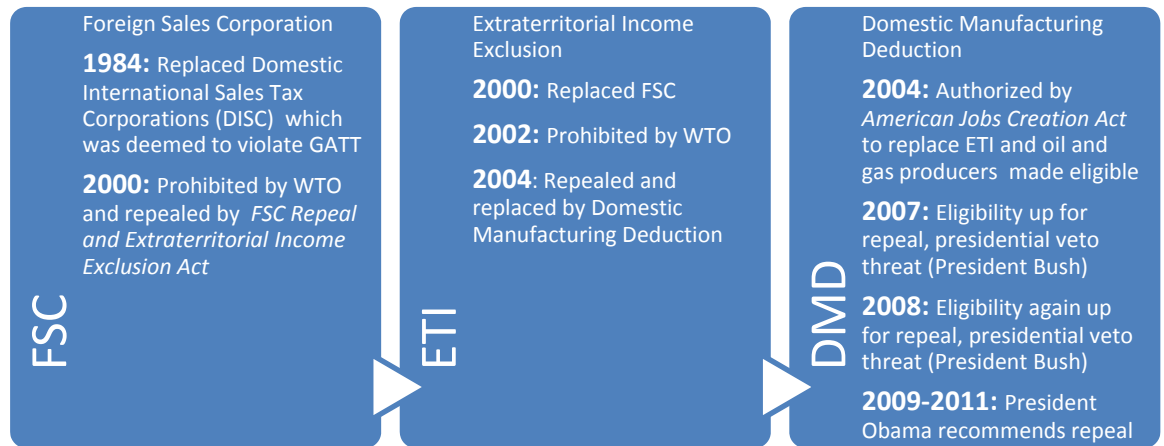 Foreign Sales Corporation
1984: Replaced Domestic
International Sales Tax
Corporations (DISC) which
was deemed to violate GATT
2000: Prohibited by WTO
and repealed by FSC Repeal
and Extraterritorial Income
Exclusion Act
FSC
Extraterritorial Income
Exclusion
2000: Replaced FSC
2002: Prohibited by WTO
2004: Repealed and
replaced by Domestic
Manufacturing Deduction
ETI
Domestic Manufacturing
Deduction
2004: Authorized by
American Jobs Creation Act
to replace ETI and oil and
gas producers made eligible
2007: Eligibility up for
repeal, presidential veto
threat (President Bush)
2008: Eligibility again up
for repeal, presidential veto
threat (President Bush)
2009-2011: President
Obama recommends repeal
DMD